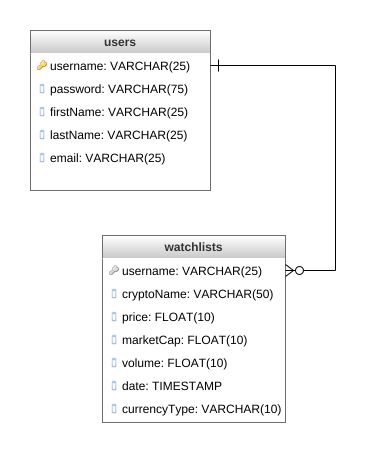 users
username: VARCHAR(25)
password: VARCHAR(75)
firstName: VARCHAR(25)
lastName: VARCHAR(25)
email: VARCHAR(25)
watchlists
username: VARCHAR(25)
cryptoName: VARCHAR(50)
price: FLOAT(10)
marketCap: FLOAT(10)
volume: FLOAT(10)
date: TIMESTAMP
currencyType: VARCHAR(10)